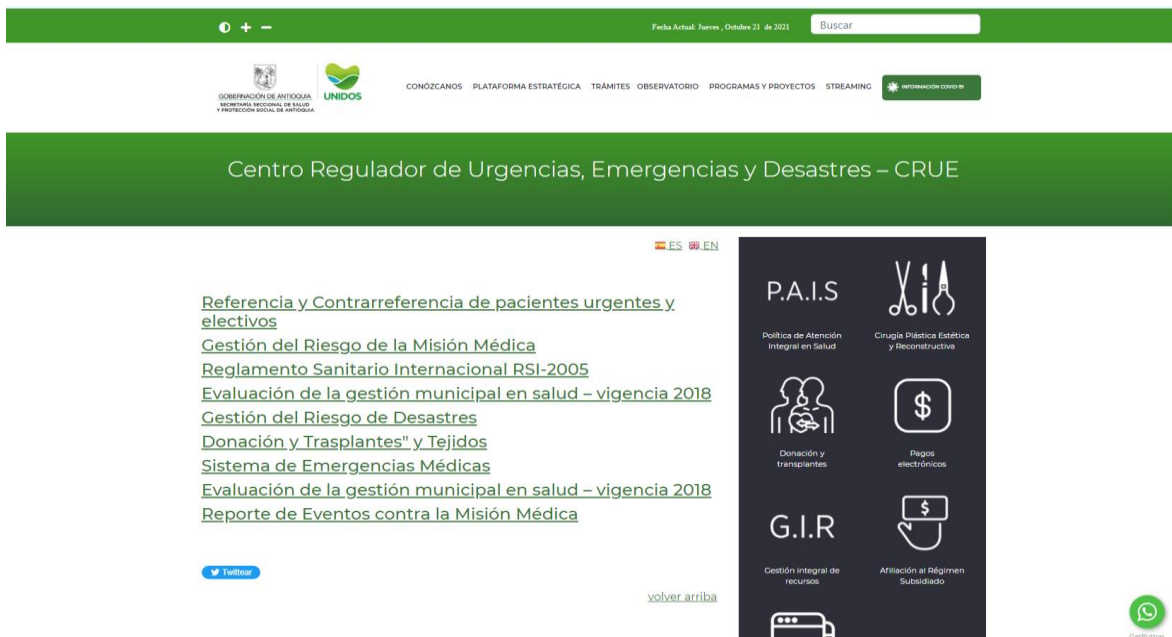 Fecha Actual: Jueves , Octubre 21 de 2021
Buscar
GOBERNACIÓN DE ANTIOQUIA
SECRETARÍA SECCIONAL DE SALUD
Y PROTECCIÓN SOCIAL DE ANTIOQUIA
UNIDOS
CONÓZCANOS PLATAFORMA ESTRATÉGICA TRÁMITES OBSERVATORIO PROGRAMAS Y PROYECTOS STREAMING
INFORMACIÓN COVID-19
Centro Regulador de Urgencias, Emergencias y Desastres – CRUE
ES EN
Referencia y Contrarreferencia de pacientes urgentes y
electivos
Gestión del Riesgo de la Misión Médica
Reglamento Sanitario Internacional RSI-2005
Evaluación de la gestión municipal en salud – vigencia 2018
Gestión del Riesgo de Desastres
Donación y Trasplantes" y Tejidos
Sistema de Emergencias Médicas
Evaluación de la gestión municipal en salud – vigencia 2018
Reporte de Eventos contra la Misión Médica
Twittear
volver arriba
P.A.I.S
Política de Atención
Integral en Salud
Cirugía Plástica Estética
y Reconstructiva
Donación y
transplantes
$
Pagos
electrónicos
G.I.R
Gestión integral de
recursos
$
Afiliación al Régimen
Subsidiado